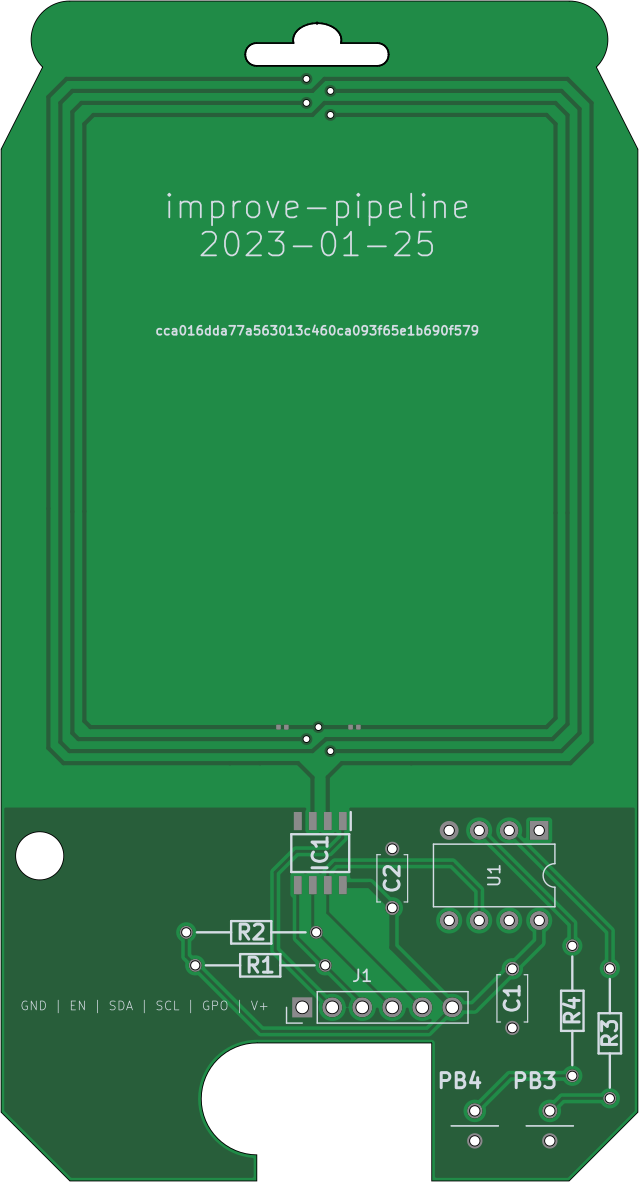 improve-pipeline
2023-01-25
cca016dda77a563013c460ca093f65e1b690f579
IC1
C2
U1
R2
R1
J1
GND | EN | SDA | SCL | GPO | V+
C1
R4
R3
PB4
PB3